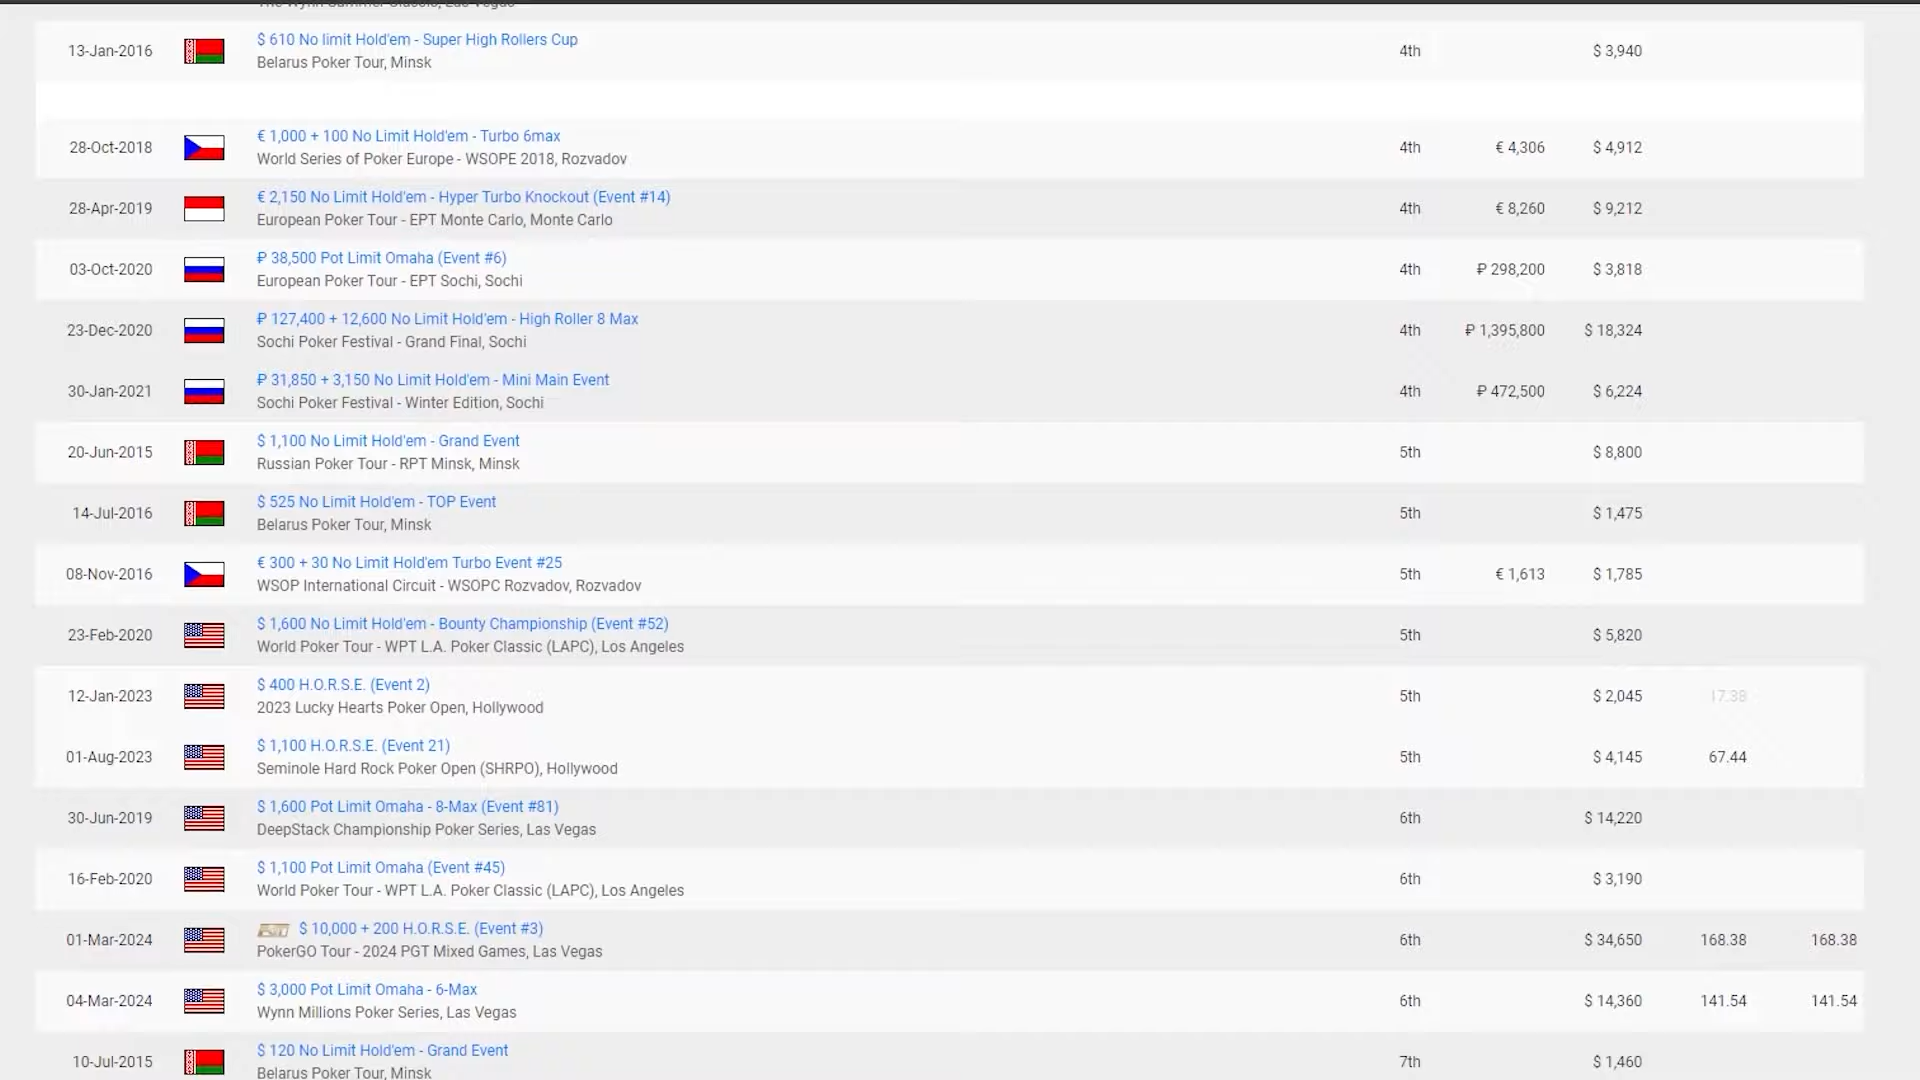 The Wynn Summer Classic, Las Vegas
13-Jan-2016 $ 610 No limit Hold'em - Super High Rollers Cup 4th $ 3,940
Belarus Poker Tour, Minsk
28-Oct-2018 € 1,000 + 100 No Limit Hold'em - Turbo 6max 4th € 4,306 $ 4,912
World Series of Poker Europe - WSOPE 2018, Rozvadov
28-Apr-2019 € 2,150 No Limit Hold'em - Hyper Turbo Knockout (Event #14) 4th € 8,260 $ 9,212
European Poker Tour - EPT Monte Carlo, Monte Carlo
03-Oct-2020 ₽ 38,500 Pot Limit Omaha (Event #6) 4th ₽ 298,200 $ 3,818
European Poker Tour - EPT Sochi, Sochi
23-Dec-2020 ₽ 127,400 + 12,600 No Limit Hold'em - High Roller 8 Max 4th ₽ 1,395,800 $ 18,324
Sochi Poker Festival - Grand Final, Sochi
30-Jan-2021 ₽ 31,850 + 3,150 No Limit Hold'em - Mini Main Event 4th ₽ 472,500 $ 6,224
Sochi Poker Festival - Winter Edition, Sochi
20-Jun-2015 $ 1,100 No Limit Hold'em - Grand Event 5th $ 8,800
Russian Poker Tour - RPT Minsk, Minsk
14-Jul-2016 $ 525 No Limit Hold'em - TOP Event 5th $ 1,475
Belarus Poker Tour, Minsk
08-Nov-2016 € 300 + 30 No Limit Hold'em Turbo Event #25 5th € 1,613 $ 1,785
WSOP International Circuit - WSOPC Rozvadov, Rozvadov
23-Feb-2020 $ 1,600 No Limit Hold'em - Bounty Championship (Event #52) 5th $ 5,820
World Poker Tour - WPT L.A. Poker Classic (LAPC), Los Angeles
12-Jan-2023 $ 400 H.O.R.S.E. (Event 2) 5th $ 2,045 17.38
2023 Lucky Hearts Poker Open, Hollywood
01-Aug-2023 $ 1,100 H.O.R.S.E. (Event 21) 5th $ 4,145 67.44
Seminole Hard Rock Poker Open (SHRPO), Hollywood
30-Jun-2019 $ 1,600 Pot Limit Omaha - 8-Max (Event #81) 6th $ 14,220
DeepStack Championship Poker Series, Las Vegas
16-Feb-2020 $ 1,100 Pot Limit Omaha (Event #45) 6th $ 3,190
World Poker Tour - WPT L.A. Poker Classic (LAPC), Los Angeles
01-Mar-2024 PGT $ 10,000 + 200 H.O.R.S.E. (Event #3) 6th $ 34,650 168.38 168.38
PokerGO Tour - 2024 PGT Mixed Games, Las Vegas
04-Mar-2024 $ 3,000 Pot Limit Omaha - 6-Max 6th $ 14,360 141.54 141.54
Wynn Millions Poker Series, Las Vegas
10-Jul-2015 $ 120 No Limit Hold'em - Grand Event 7th $ 1,460
Belarus Poker Tour, Minsk